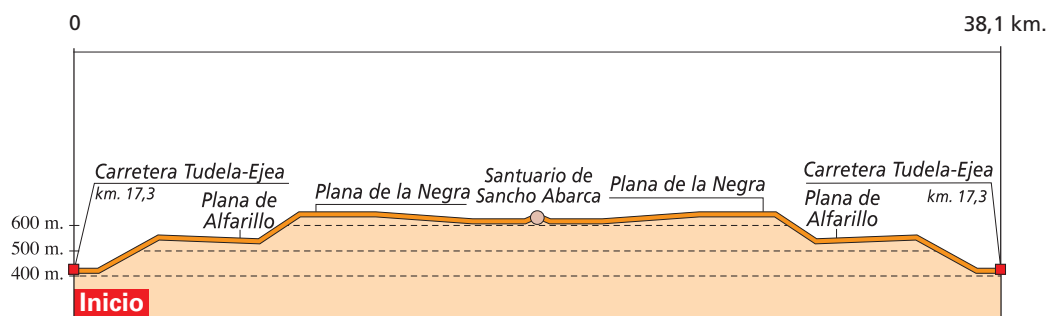 0
38,1 km.
Carretera Tudela-Ejea
km. 17,3
Plana de
Alfarillo
Plana de la Negra
Santuario de
Sancho Abarca
Plana de la Negra
Carretera Tudela-Ejea
km. 17,3
Plana de
Alfarillo
600 m.
500 m.
400 m.
Inicio